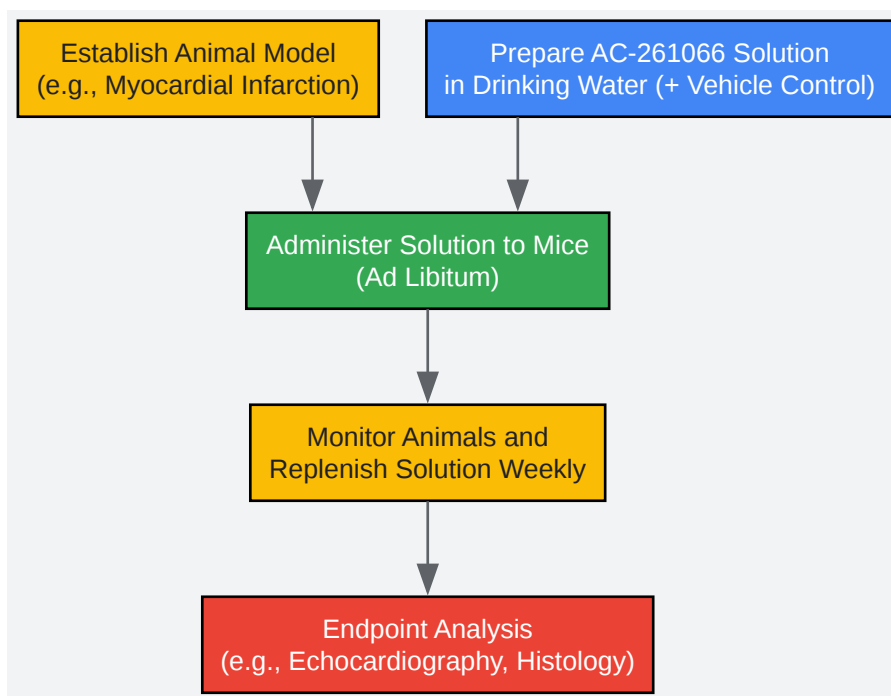 Establish Animal Model
(e.g., Myocardial Infarction)
Prepare AC-261066 Solution
in Drinking Water (+ Vehicle Control)
Administer Solution to Mice
(Ad Libitum)
Monitor Animals and
Replenish Solution Weekly
Endpoint Analysis
(e.g., Echocardiography, Histology)